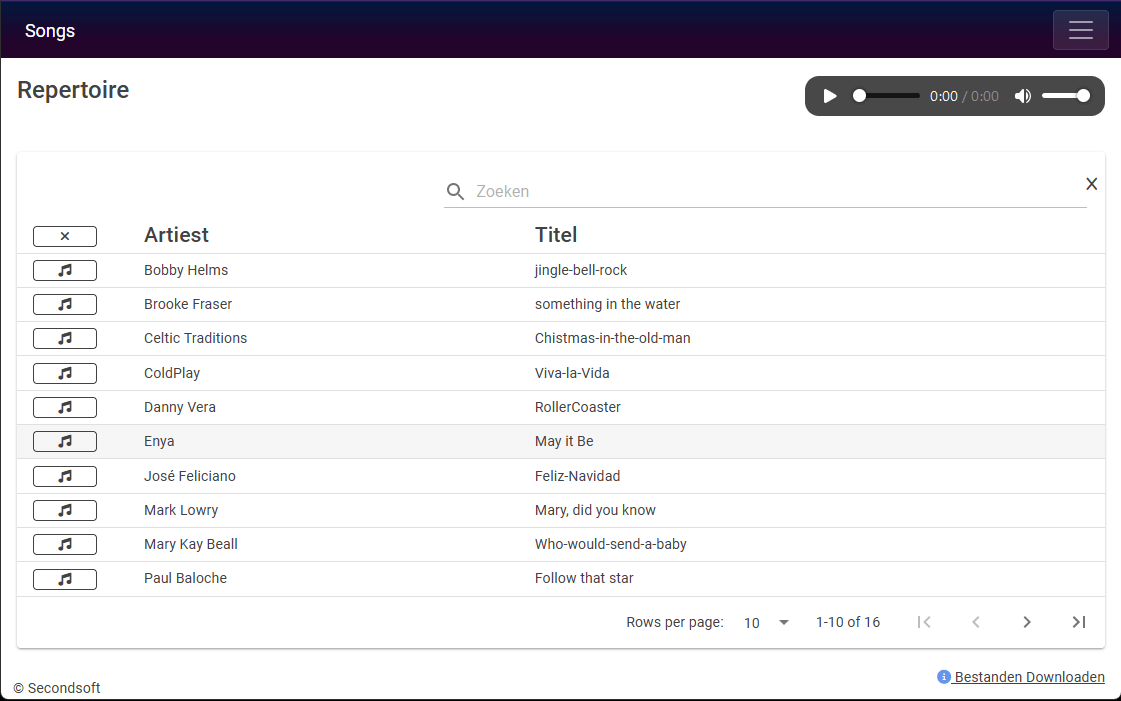 Songs
Repertoire
0:00 / 0:00
Zoeken X
× Artiest Titel
Bobby Helms jingle-bell-rock
Brooke Fraser something in the water
Celtic Traditions Chistmas-in-the-old-man
ColdPlay Viva-la-Vida
Danny Vera RollerCoaster
Enya May it Be
José Feliciano Feliz-Navidad
Mark Lowry Mary, did you know
Mary Kay Beall Who-would-send-a-baby
Paul Baloche Follow that star
Rows per page: 10 1-10 of 16
Bestanden Downloaden
© Secondsoft